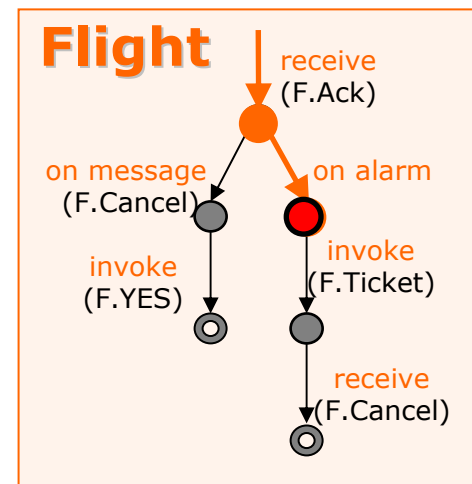 Flight
receive
(F.Ack)
on message
(F.Cancel)
on alarm
invoke
(F.YES)
invoke
(F.Ticket)
receive
(F.Cancel)